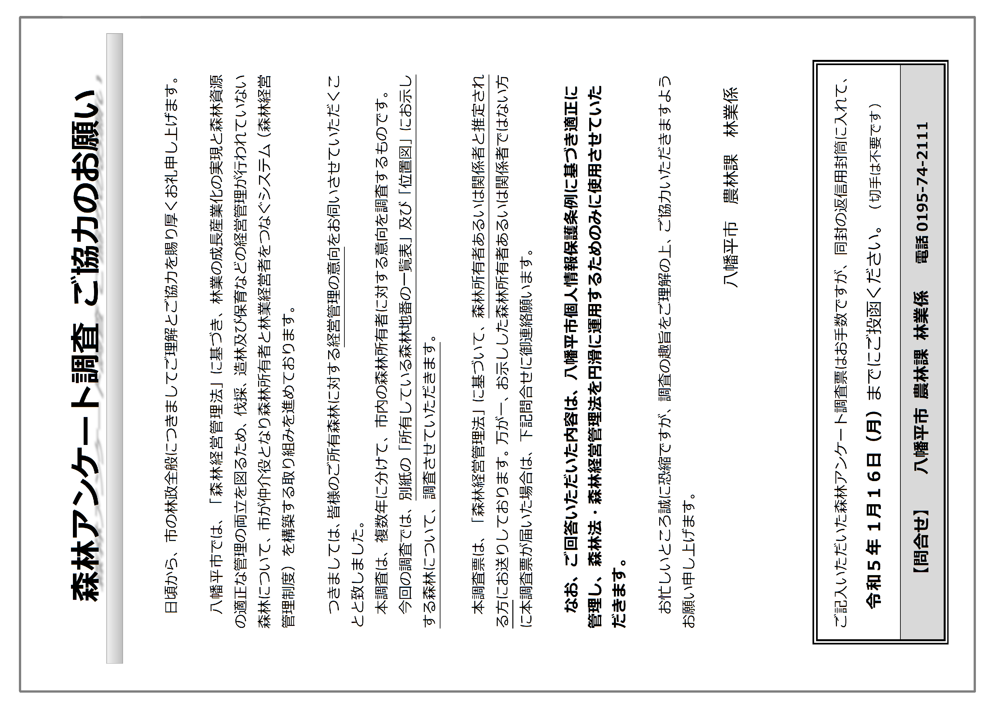 森林アンケート調査 ご協力のお願い
日頃から、市の林政全般につきましてご理解とご協力を賜り厚くお礼申し上げます。
八幡平市では、「森林経営管理法」に基づき、林業の成長産業化の実現と森林資源
の適正な管理の両立を図るため、伐採、造林及び保育などの経営管理が行われていない
森林について、市が仲介役となり森林所有者と林業経営者をつなぐシステム（森林経営
管理制度）を構築する取り組みを進めております。
つきましては、皆様のご所有森林に対する経営管理の意向をお伺いさせていただくこ
とと致しました。
本調査は、複数年に分けて、市内の森林所有者に対する意向を調査するものです。
今回の調査では、別紙の「所有している森林地番の一覧表」及び「位置図」にお示し
する森林について、調査させていただきます。
本調査票は、「森林経営管理法」に基づいて、森林所有者あるいは関係者と推定され
る方にお送りしております。万が一、お示しした森林所有者あるいは関係者ではない方
に本調査票が届いた場合は、下記問合せに御連絡願います。
なお、ご回答いただいた内容は、八幡平市個人情報保護条例に基づき適正に
管理し、森林法・森林経営管理法を円滑に運用するためのみに使用させていた
だきます。
お忙しいところ誠に恐縮ですが、調査の趣旨をご理解の上、ご協力いただきますよう
お願い申し上げます。
八幡平市 農林課 林業係
ご記入いただいた森林アンケート調査票はお手数ですが、同封の返信用封筒に入れて、
令和５年１月１６日（月）までにご投函ください。（切手は不要です）
【問合せ】 八幡平市 農林課 林業係 電話 0195-74-2111